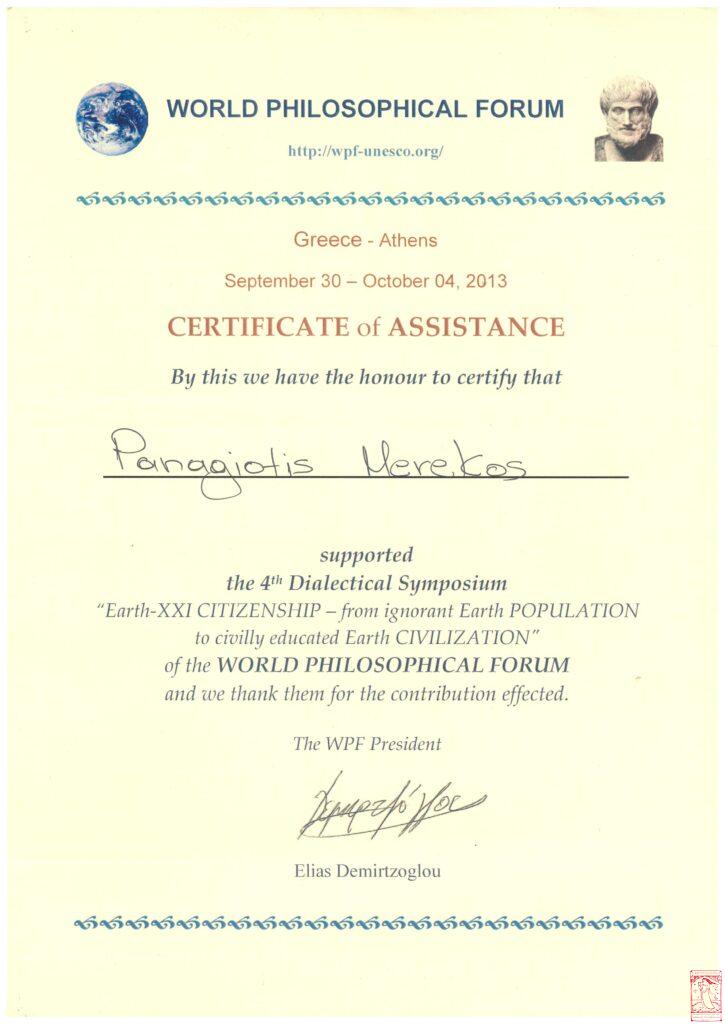 WORLD PHILOSOPHICAL FORUM
http://wpf-unesco.org/
Greece - Athens
September 30 – October 04, 2013
CERTIFICATE of ASSISTANCE
By this we have the honour to certify that
Panagiotis Merekos
supported
the 4th Dialectical Symposium
“Earth-XXI CITIZENSHIP – from ignorant Earth POPULATION
to civilly educated Earth CIVILIZATION”
of the WORLD PHILOSOPHICAL FORUM
and we thank them for the contribution effected.
The WPF President
Elias Demirtzoglou